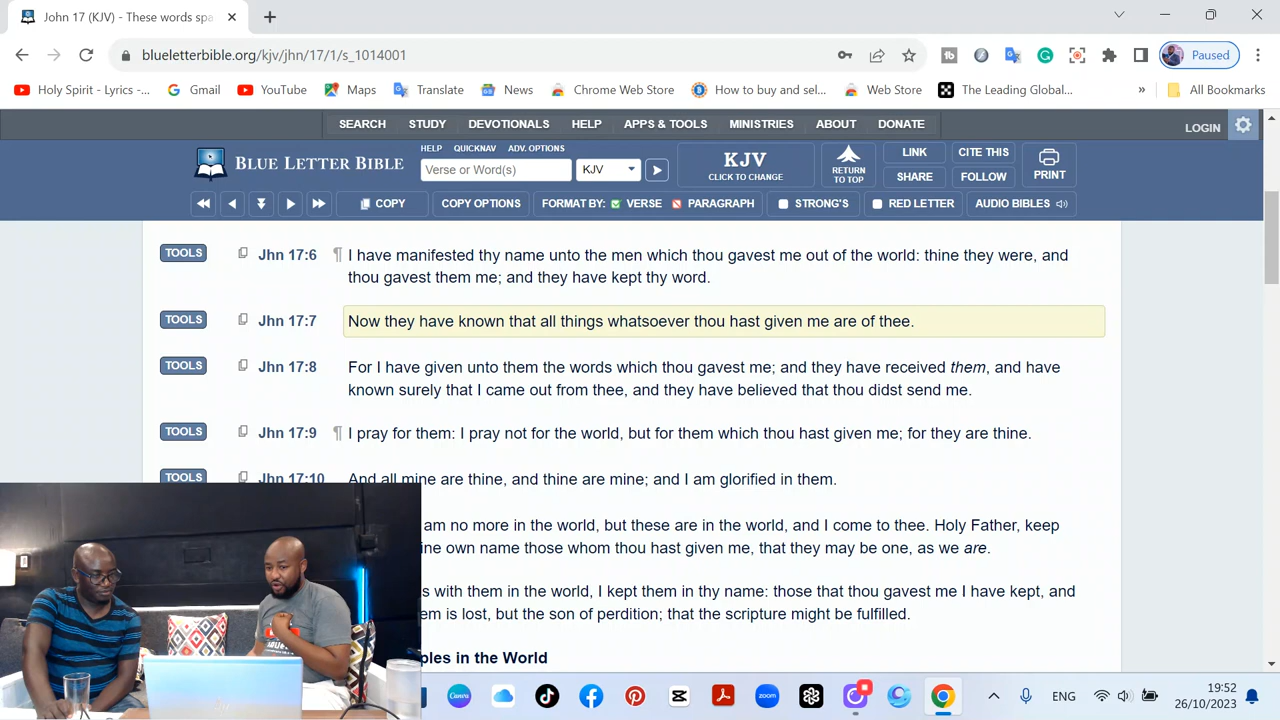 John 17 (KJV) - These words spa
blueletterbible.org/kjv/jhn/17/1/s_1014001
Paused
Holy Spirit - Lyrics -... Gmail YouTube Maps Translate News Chrome Web Store How to buy and sel... Web Store The Leading Global... » All Bookmarks
SEARCH STUDY DEVOTIONALS HELP APPS & TOOLS MINISTRIES ABOUT DONATE
LOGIN
BLUE LETTER BIBLE
HELP QUICKNAV ADV. OPTIONS
Verse or Word(s) KJV
KJV
CLICK TO CHANGE
RETURN
TO TOP
LINK CITE THIS
SHARE FOLLOW
PRINT
COPY COPY OPTIONS FORMAT BY: VERSE PARAGRAPH STRONG'S RED LETTER AUDIO BIBLES
TOOLS Jhn 17:6 ¶ I have manifested thy name unto the men which thou gavest me out of the world: thine they were, and
thou gavest them me; and they have kept thy word.
TOOLS Jhn 17:7 Now they have known that all things whatsoever thou hast given me are of thee.
TOOLS Jhn 17:8 For I have given unto them the words which thou gavest me; and they have received them, and have
known surely that I came out from thee, and they have believed that thou didst send me.
TOOLS Jhn 17:9 ¶ I pray for them: I pray not for the world, but for them which thou hast given me; for they are thine.
TOOLS Jhn 17:10 And all mine are thine, and thine are mine; and I am glorified in them.
am no more in the world, but these are in the world, and I come to thee. Holy Father, keep
ine own name those whom thou hast given me, that they may be one, as we are.
s with them in the world, I kept them in thy name: those that thou gavest me I have kept, and
em is lost, but the son of perdition; that the scripture might be fulfilled.
ples in the World
Canva
zoom
ENG
19:52
26/10/2023